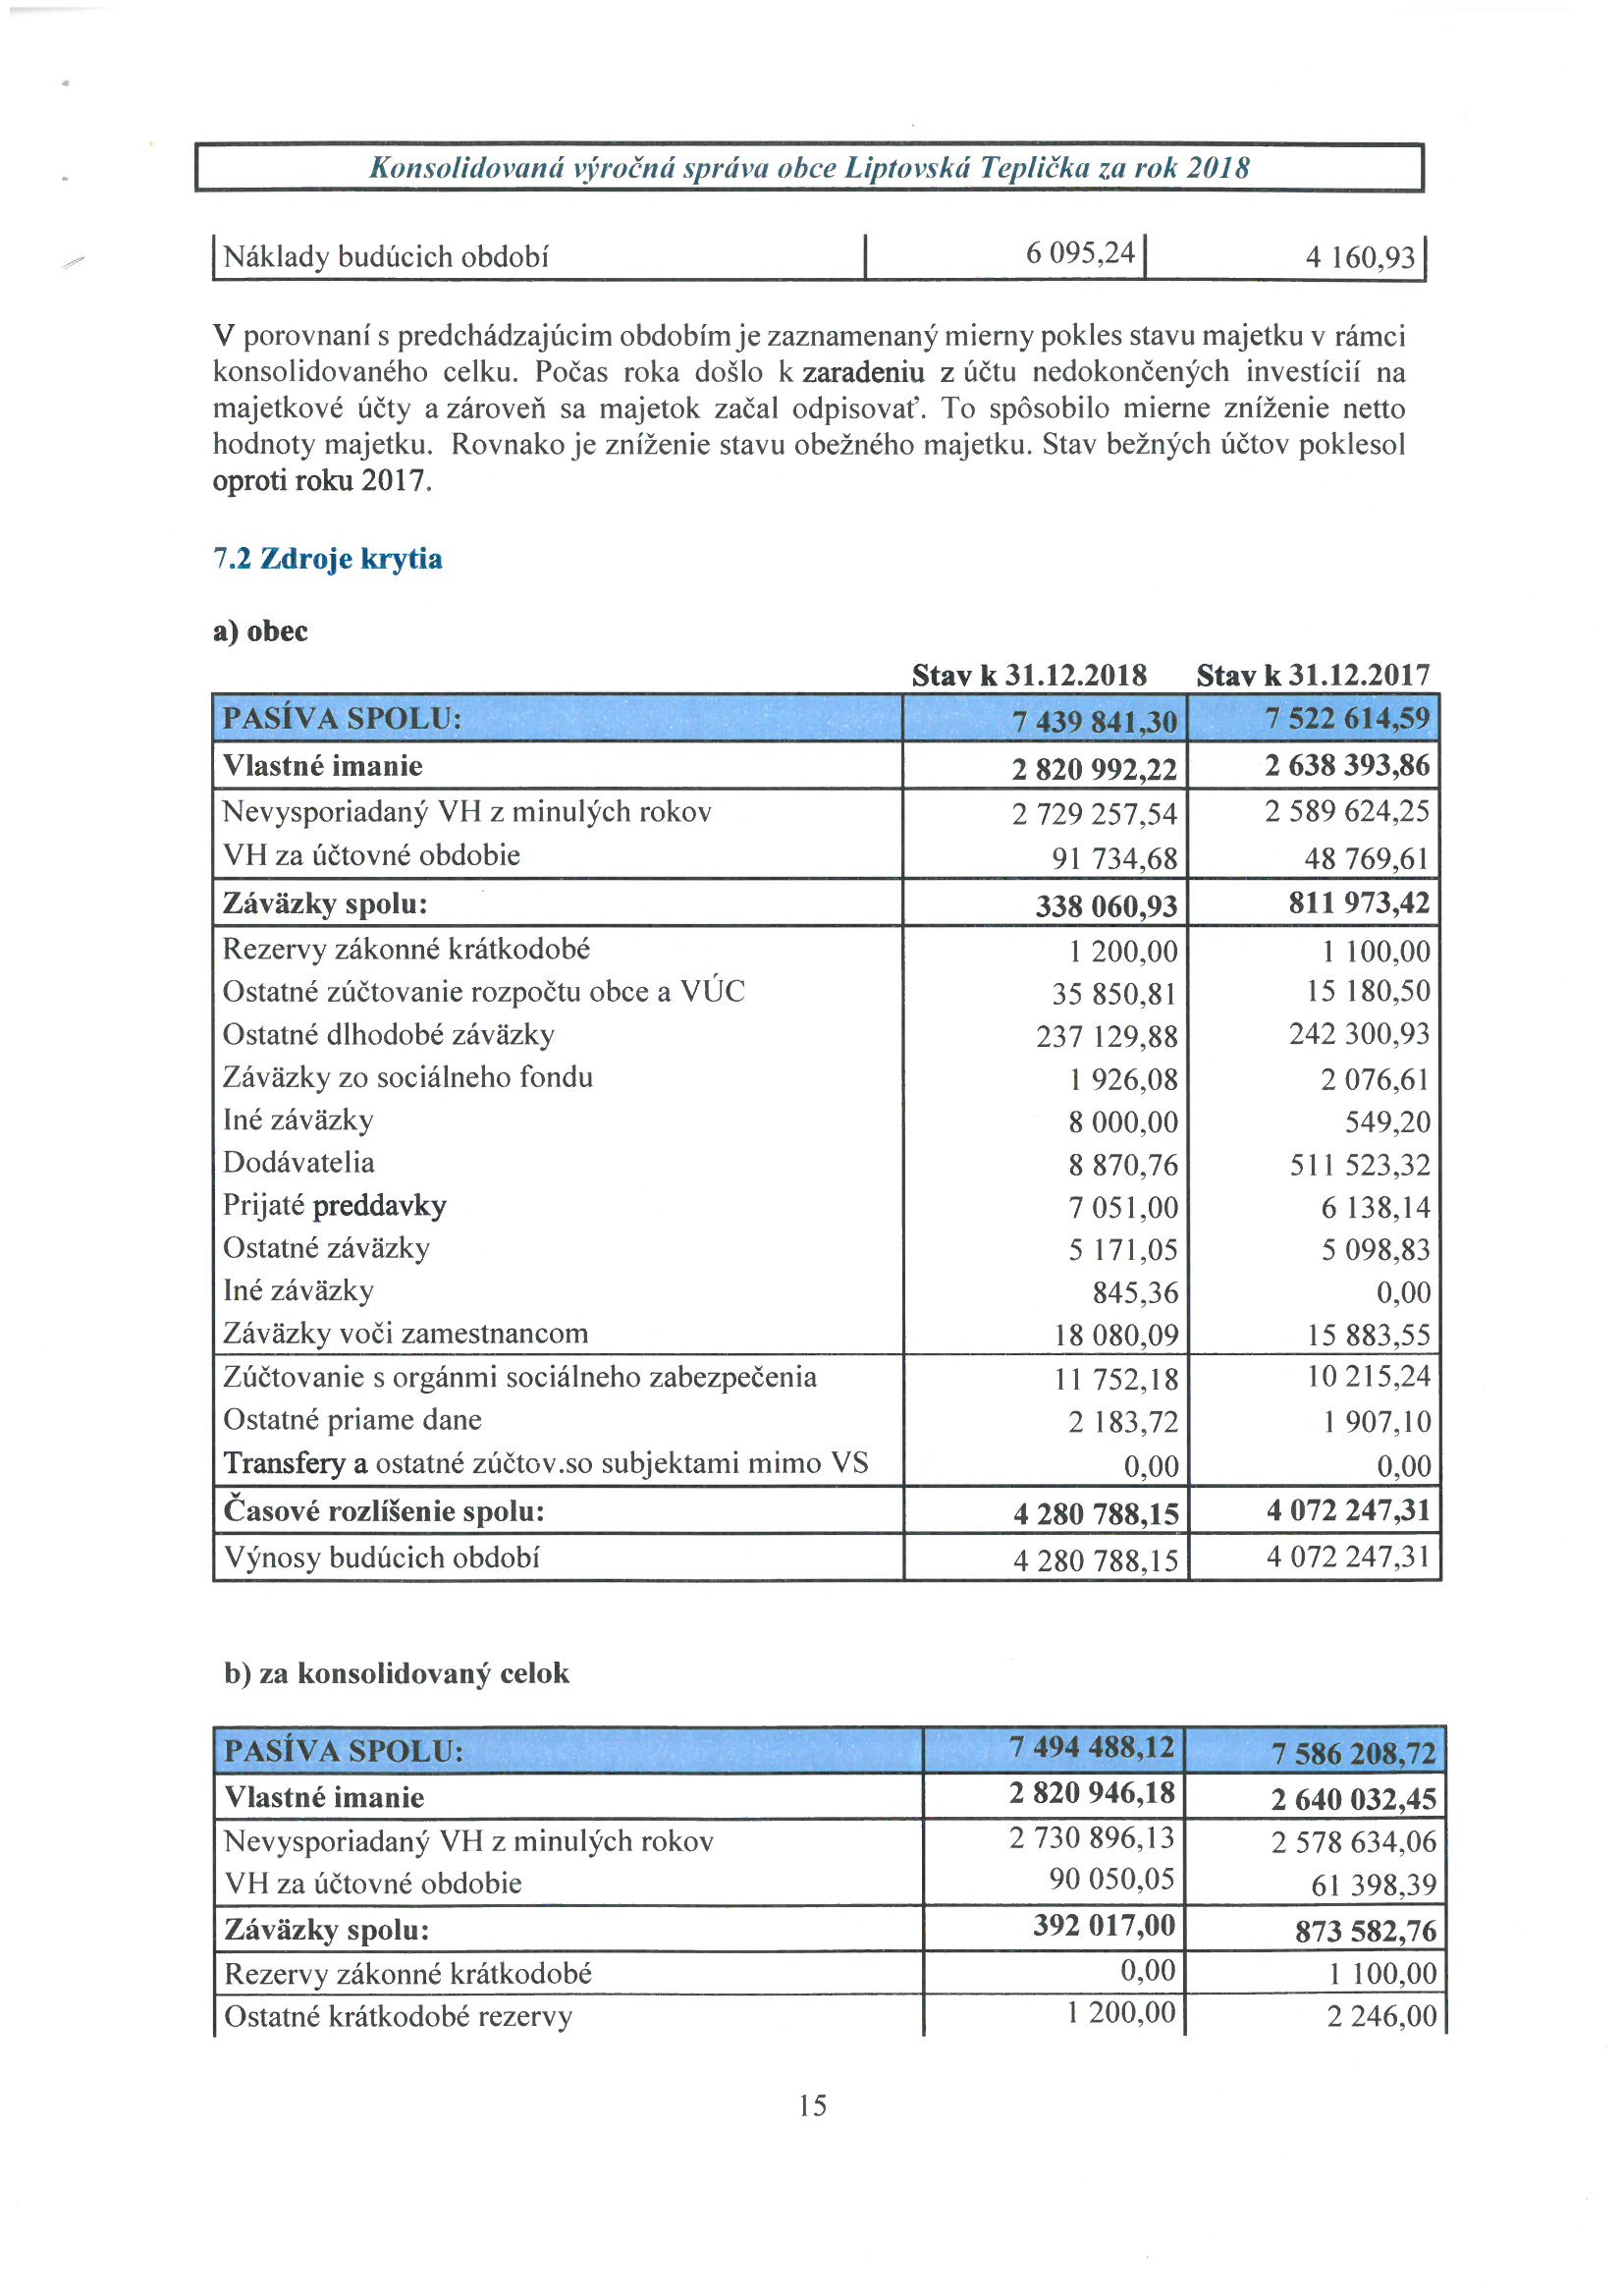 Konsolidovaná výročná správa obce Liptovská Teplička za rok 2018
Náklady budúcich období 6 095,24 4 160,93
V porovnaní s predchádzajúcim obdobím je zaznamenaný mierny pokles stavu majetku v rámci
konsolidovaného celku. Počas roka došlo k zaradeniu z účtu nedokončených investícií na
majetkové účty a zároveň sa majetok začal odpisovať. To spôsobilo mierne zníženie netto
hodnoty majetku. Rovnako je zníženie stavu obežného majetku. Stav bežných účtov poklesol
oproti roku 2017.
7.2 Zdroje krytia
a) obec
Stav k 31.12.2018 Stav k 31.12.2017
PASÍVA SPOLU: 7 439 841,30 7 522 614,59
Vlastné imanie 2 820 992,22 2 638 393,86
Nevysporiadaný VH z minulých rokov 2 729 257,54 2 589 624,25
VH za účtovné obdobie 91 734,68 48 769,61
Záväzky spolu: 338 060,93 811 973,42
Rezervy zákonné krátkodobé 1 200,00 1 100,00
Ostatné zúčtovanie rozpočtu obce a VÚC 35 850,81 15 180,50
Ostatné dlhodobé záväzky 237 129,88 242 300,93
Záväzky zo sociálneho fondu 1 926,08 2 076,61
Iné záväzky 8 000,00 549,20
Dodávatelia 8 870,76 511 523,32
Prijaté preddavky 7 051,00 6 138,14
Ostatné záväzky 5 171,05 5 098,83
Iné záväzky 845,36 0,00
Záväzky voči zamestnancom 18 080,09 15 883,55
Zúčtovanie s orgánmi sociálneho zabezpečenia 11 752,18 10 215,24
Ostatné priame dane 2 183,72 1 907,10
Transfery a ostatné zúčtov.so subjektami mimo VS 0,00 0,00
Časové rozlíšenie spolu: 4 280 788,15 4 072 247,31
Výnosy budúcich období 4 280 788,15 4 072 247,31
b) za konsolidovaný celok
PASÍVA SPOLU: 7 494 488,12 7 586 208,72
Vlastné imanie 2 820 946,18 2 640 032,45
Nevysporiadaný VH z minulých rokov 2 730 896,13 2 578 634,06
VH za účtovné obdobie 90 050,05 61 398,39
Záväzky spolu: 392 017,00 873 582,76
Rezervy zákonné krátkodobé 0,00 1 100,00
Ostatné krátkodobé rezervy 1 200,00 2 246,00
15